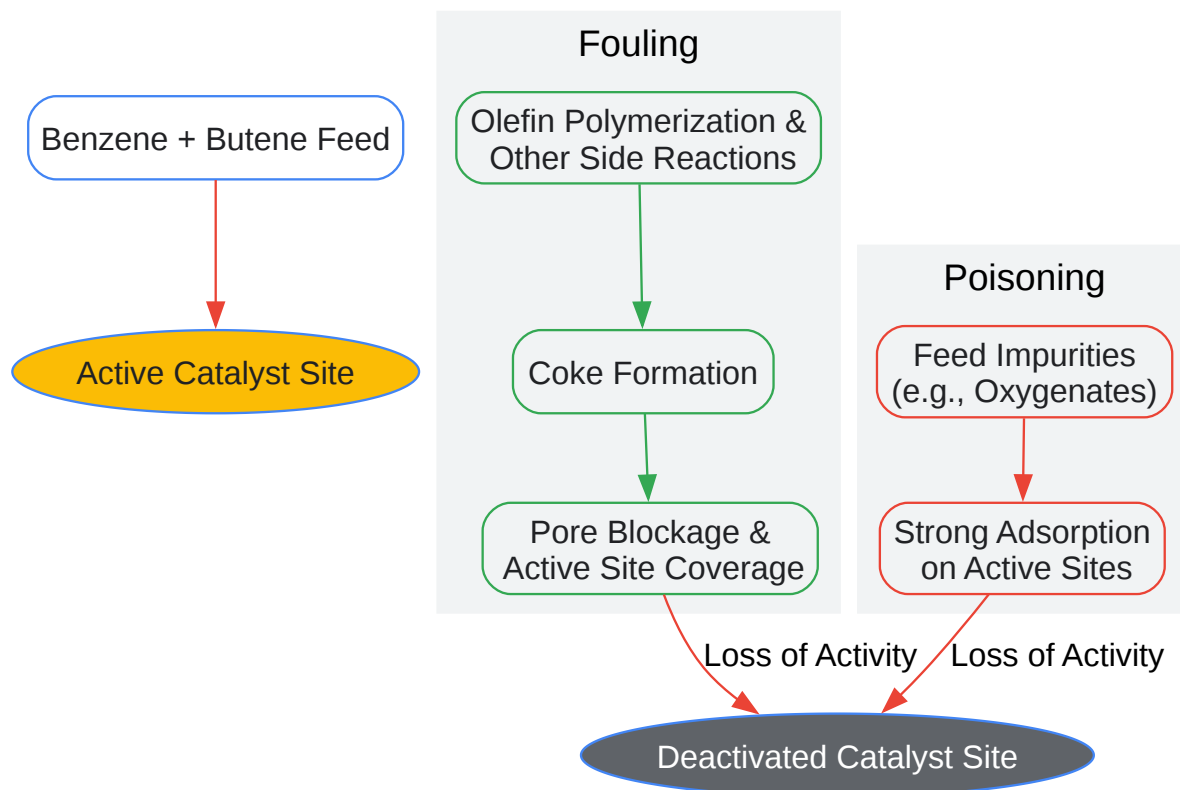 Benzene + Butene Feed
Active Catalyst Site
Fouling
Olefin Polymerization &
Other Side Reactions
Coke Formation
Pore Blockage &
Active Site Coverage
Poisoning
Feed Impurities
(e.g., Oxygenates)
Strong Adsorption
on Active Sites
Loss of Activity
Loss of Activity
Deactivated Catalyst Site